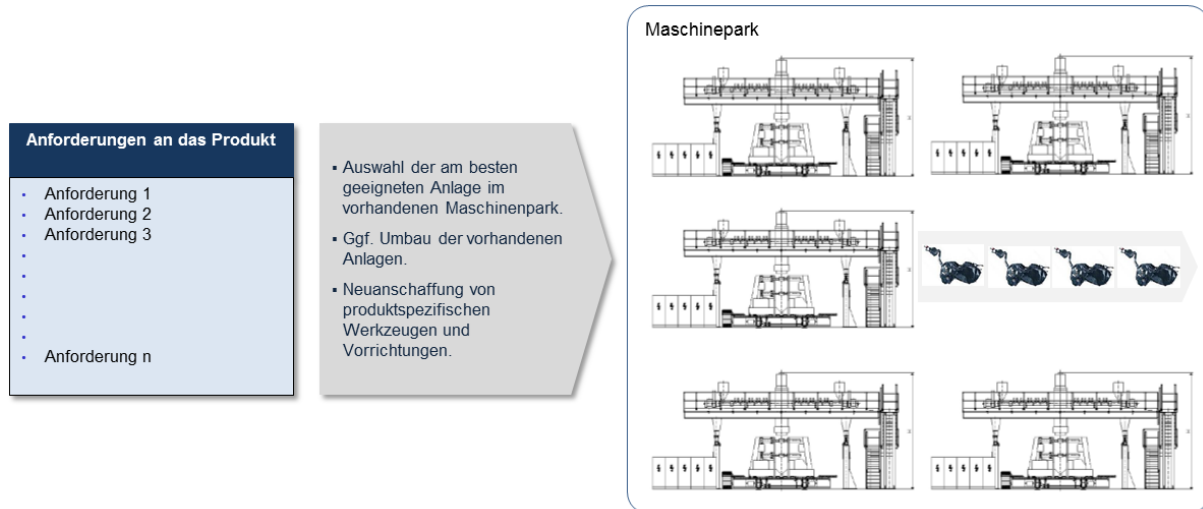 Maschinepark
Anforderungen an das Produkt
▪ Anforderung 1
▪ Anforderung 2
▪ Anforderung 3
▪
▪
▪
▪
▪
▪ Anforderung n
▪ Auswahl der am besten
geeigneten Anlage im
vorhandenen Maschinenpark.
▪ Ggf. Umbau der vorhandenen
Anlagen.
▪ Neuanschaffung von
produktspezifischen
Werkzeugen und
Vorrichtungen.